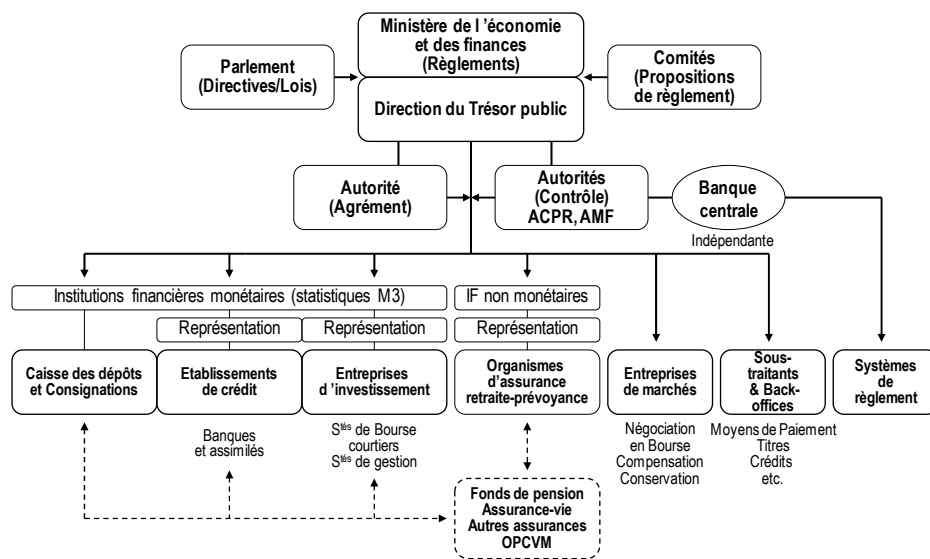 Ministère de l ’économie
et des finances
(Règlements)
Parlement
(Directives/Lois)
Comités
(Propositions
de règlement)
Direction du Trésor public
Autorité
(Agrément)
Autorités
(Contrôle)
ACPR, AMF
Banque
centrale
Indépendante
Institutions financières monétaires (statistiques M3)
IF non monétaires
Représentation
Représentation
Représentation
Caisse des dépôts
et Consignations
Etablissements
de crédit
Entreprises
d ’investissement
Organismes
d’assurance
retraite-prévoyance
Entreprises
de marchés
Sous-
traitants
& Back-
offices
Systèmes de
règlement
Banques
et assimilés
Stés de Bourse
courtiers
Stés de gestion
Négociation
en Bourse
Compensation
Conservation
Moyens de Paiement
Titres
Crédits
etc.
Fonds de pension
Assurance-vie
Autres assurances
OPCVM